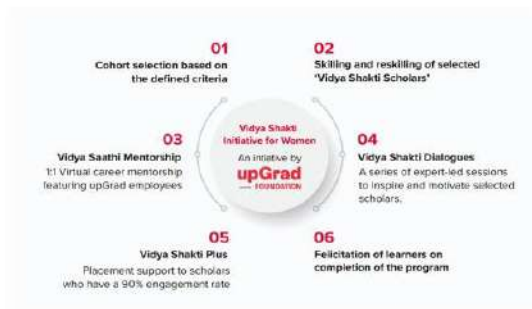 01
Cohort selection based on
the defined criteria
02
Skilling and reskilling of selected
'Vidya Shakti Scholars'
Vidya Shakti
Initiative for Women
An intiative by
upGrad
FOUNDATION
03
Vidya Saathi Mentorship
1:1 Virtual career mentorship
featuring upGrad employees
04
Vidya Shakti Dialogues
A series of expert-led sessions
to inspire and motivate selected
scholars.
05
Vidya Shakti Plus
Placement support to scholars
who have a 90% engagement rate
06
Felicitation of learners on
completion of the program